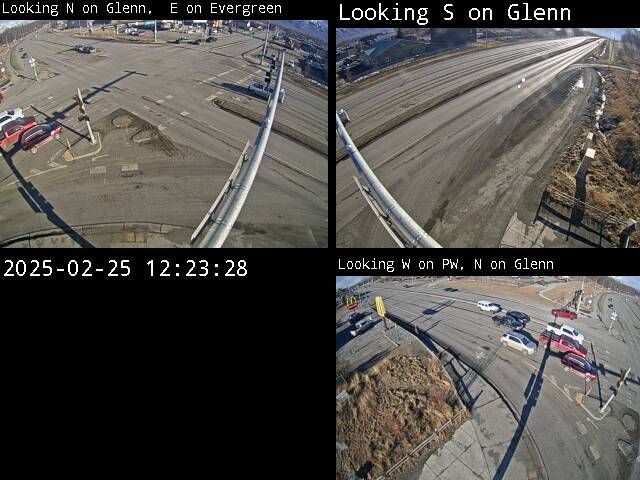 Looking N on Glenn,  E on Evergreen
Looking S on Glenn
2025-02-25 12:23:28
Looking W on PW, N on Glenn